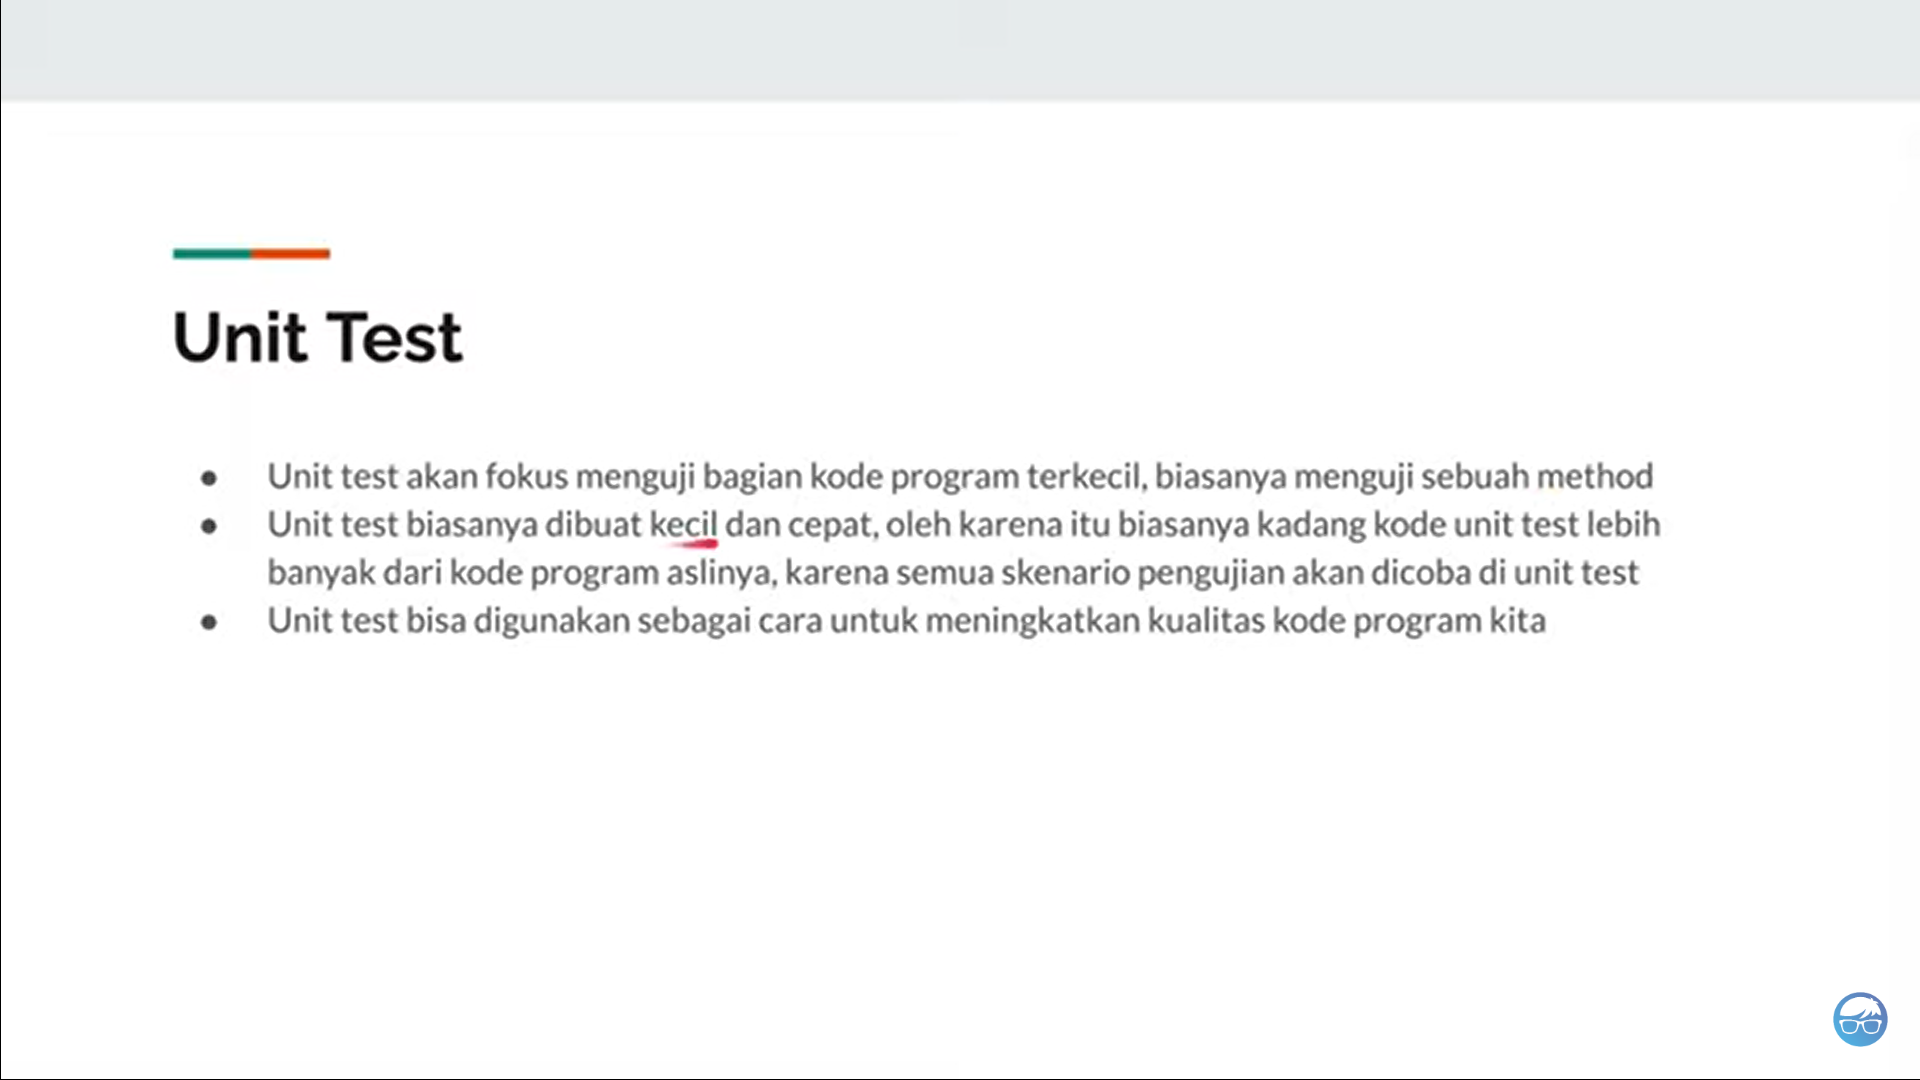 Unit Test
● Unit test akan fokus menguji bagian kode program terkecil, biasanya menguji sebuah method
● Unit test biasanya dibuat kecil dan cepat, oleh karena itu biasanya kadang kode unit test lebih
banyak dari kode program aslinya, karena semua skenario pengujian akan dicoba di unit test
● Unit test bisa digunakan sebagai cara untuk meningkatkan kualitas kode program kita